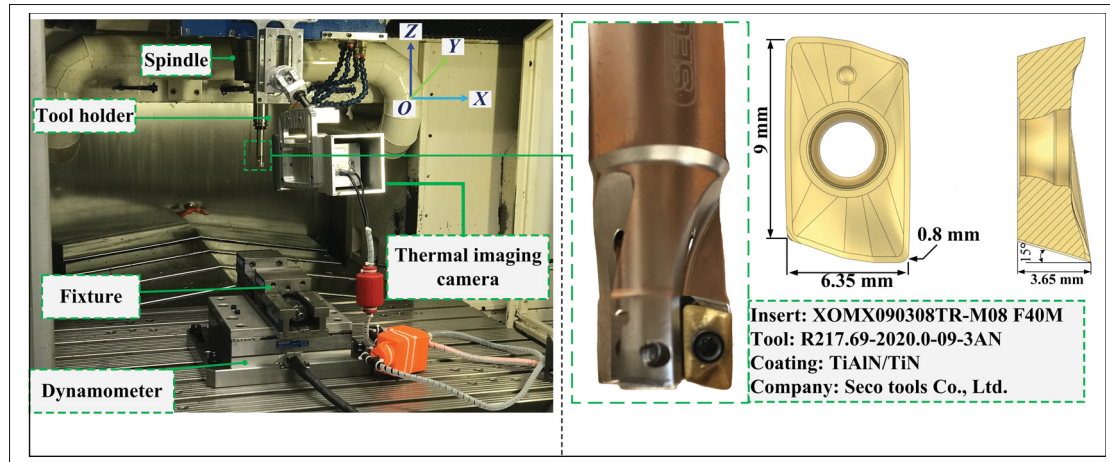 Spindle
Tool holder
Z
Y
O
X
Thermal imaging
camera
Fixture
Dynamometer
9 mm
0.8 mm
6.35 mm
15°
3.65 mm
Insert: XOMX090308TR-M08 F40M
Tool: R217.69-2020.0-09-3AN
Coating: TiAlN/TiN
Company: Seco tools Co., Ltd.